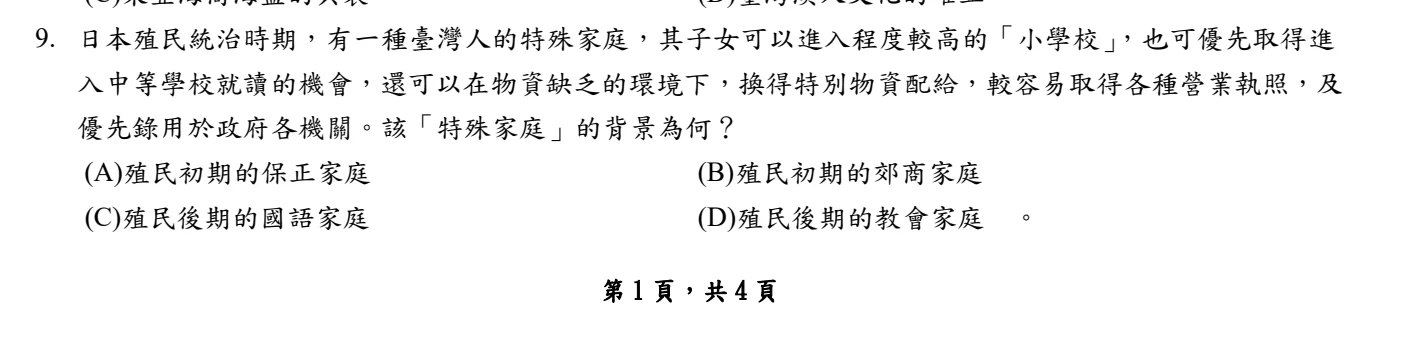 9. 日本殖民統治時期，有一種臺灣人的特殊家庭，其子女可以進入程度較高的「小學校」，也可優先取得進
入中等學校就讀的機會，還可以在物資缺乏的環境下，換得特別物資配給，較容易取得各種營業執照，及
優先錄用於政府各機關。該「特殊家庭」的背景為何？
(A)殖民初期的保正家庭 (B)殖民初期的郊商家庭
(C)殖民後期的國語家庭 (D)殖民後期的教會家庭 。
第 1 頁，共 4 頁